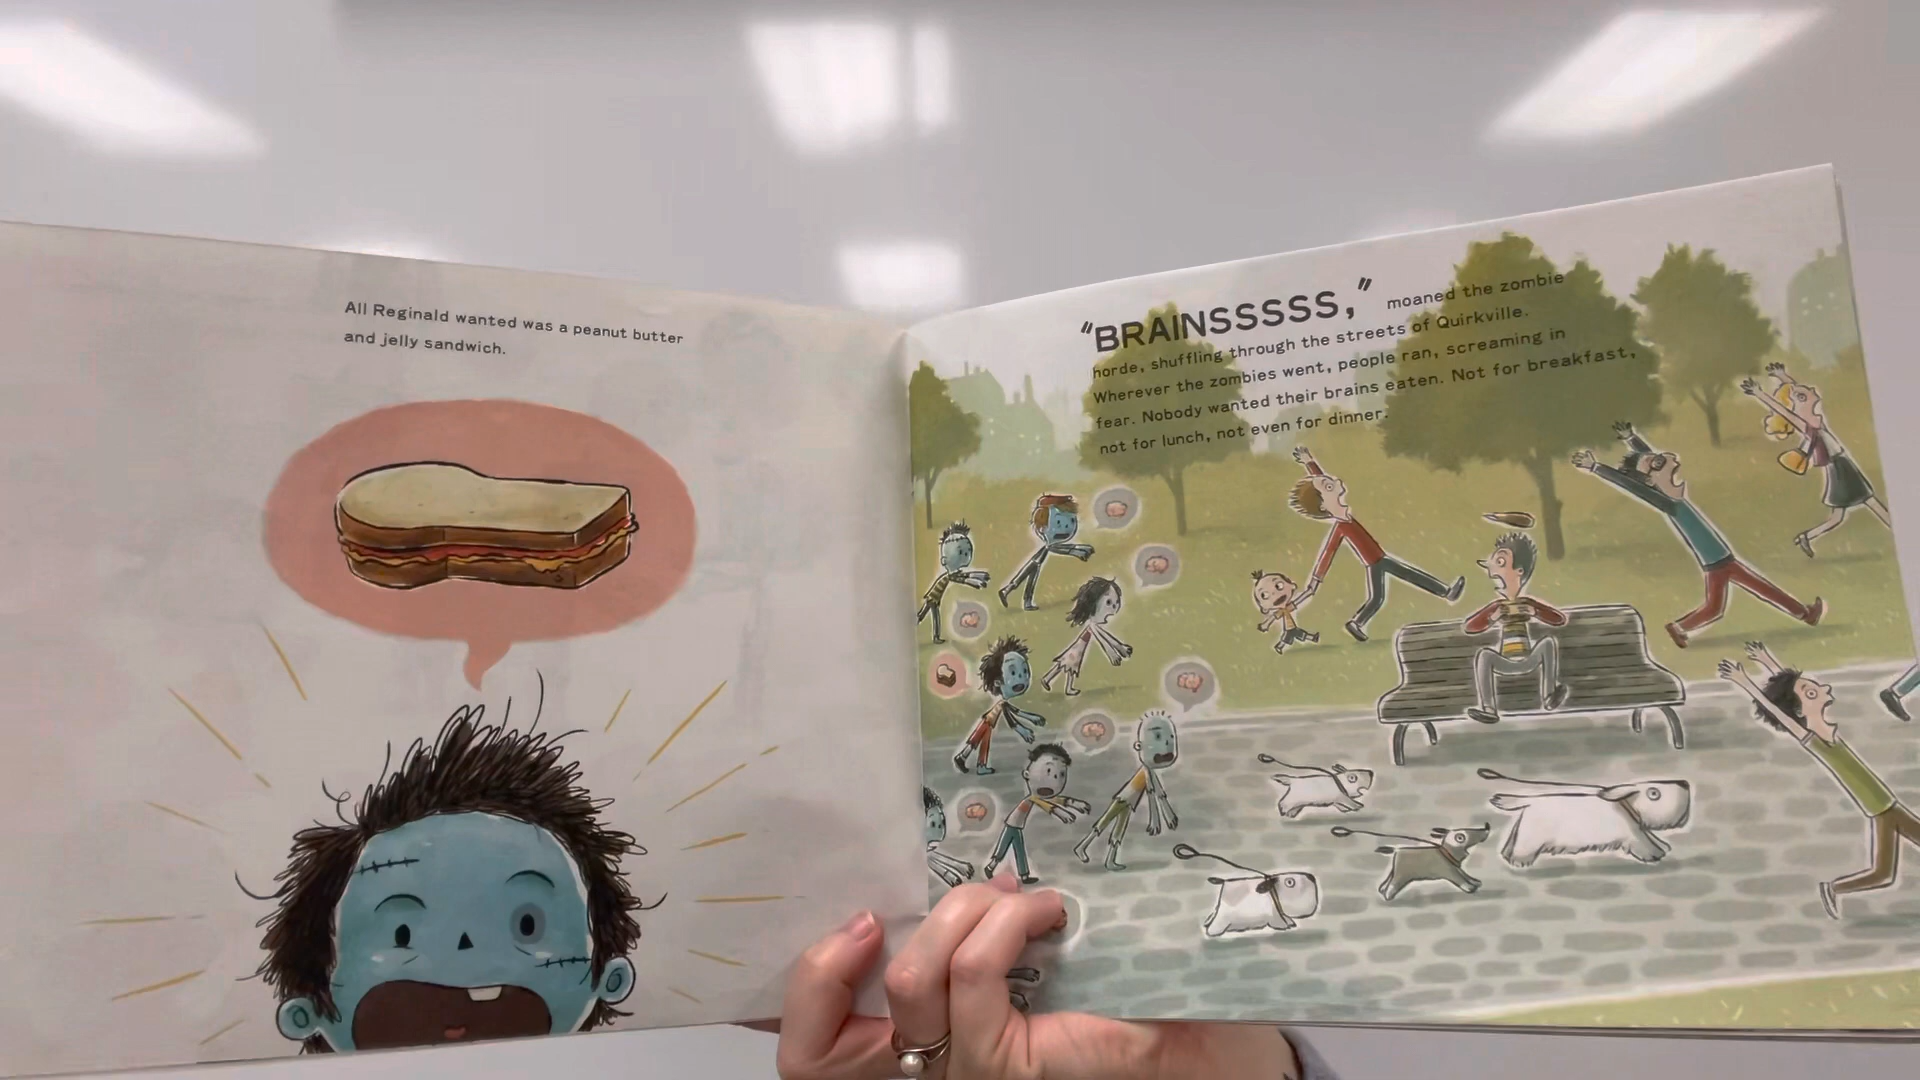 All Reginald wanted was a peanut butter
and jelly sandwich.
"BRAINSSSSS," moaned the zombie
horde, shuffling through the streets of Quirkville.
Wherever the zombies went, people ran, screaming in
fear. Nobody wanted their brains eaten. Not for breakfast,
not for lunch, not even for dinner.